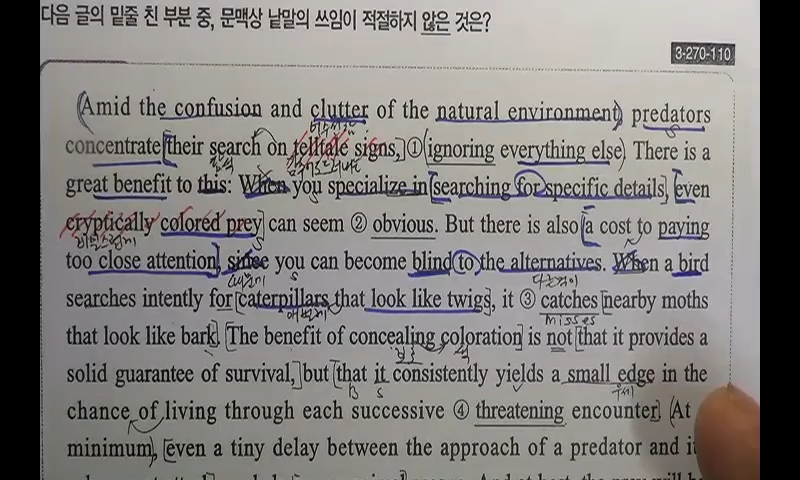 다음 글의 밑줄 친 부분 중, 문맥상 낱말의 쓰임이 적절하지 않은 것은?
3-270-110
Amid the confusion and clutter of the natural environment, predators
concentrate their search on telltale signs, ① ignoring everything else. There is a
great benefit to this: When you specialize in searching for specific details, even
cryptically colored prey can seem ② obvious. But there is also a cost to paying
too close attention, since you can become blind to the alternatives. When a bird
searches intently for caterpillars that look like twigs, it ③ catches nearby moths
misses
that look like bark. The benefit of concealing coloration is not that it provides a
solid guarantee of survival, but that it consistently yields a small edge in the
우세
chance of living through each successive ④ threatening encounter. At a
minimum, even a tiny delay between the approach of a predator and it